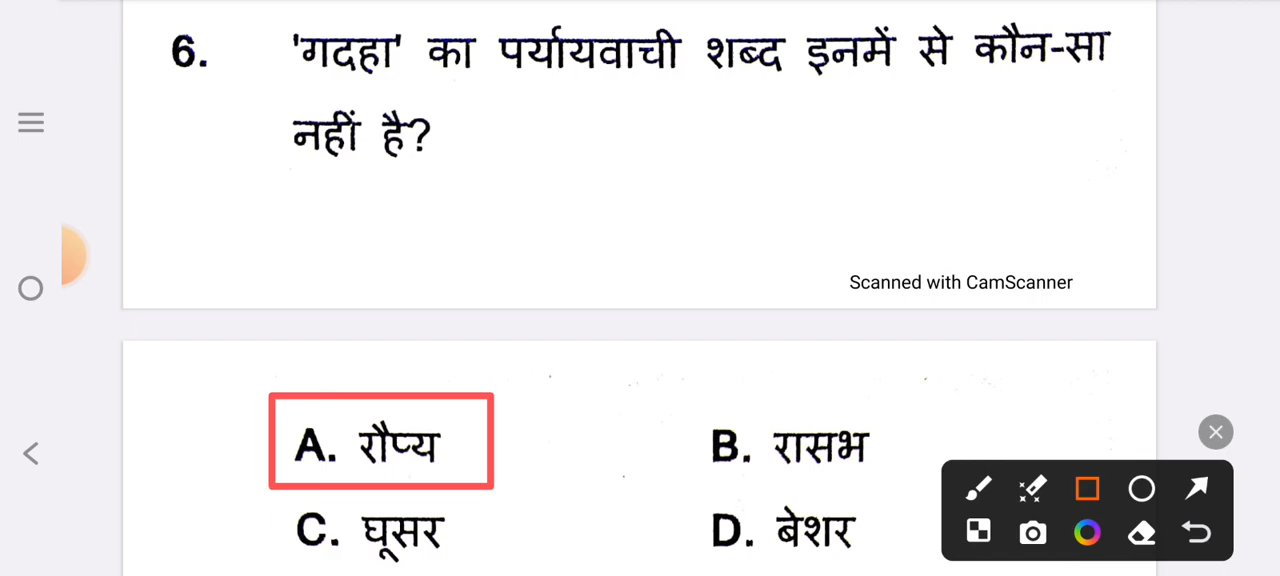 6. 'गदहा' का पर्यायवाची शब्द इनमें से कौन-सा
नहीं है?
Scanned with CamScanner
A. रौप्य B. रासभ
C. घूसर D. बेशर